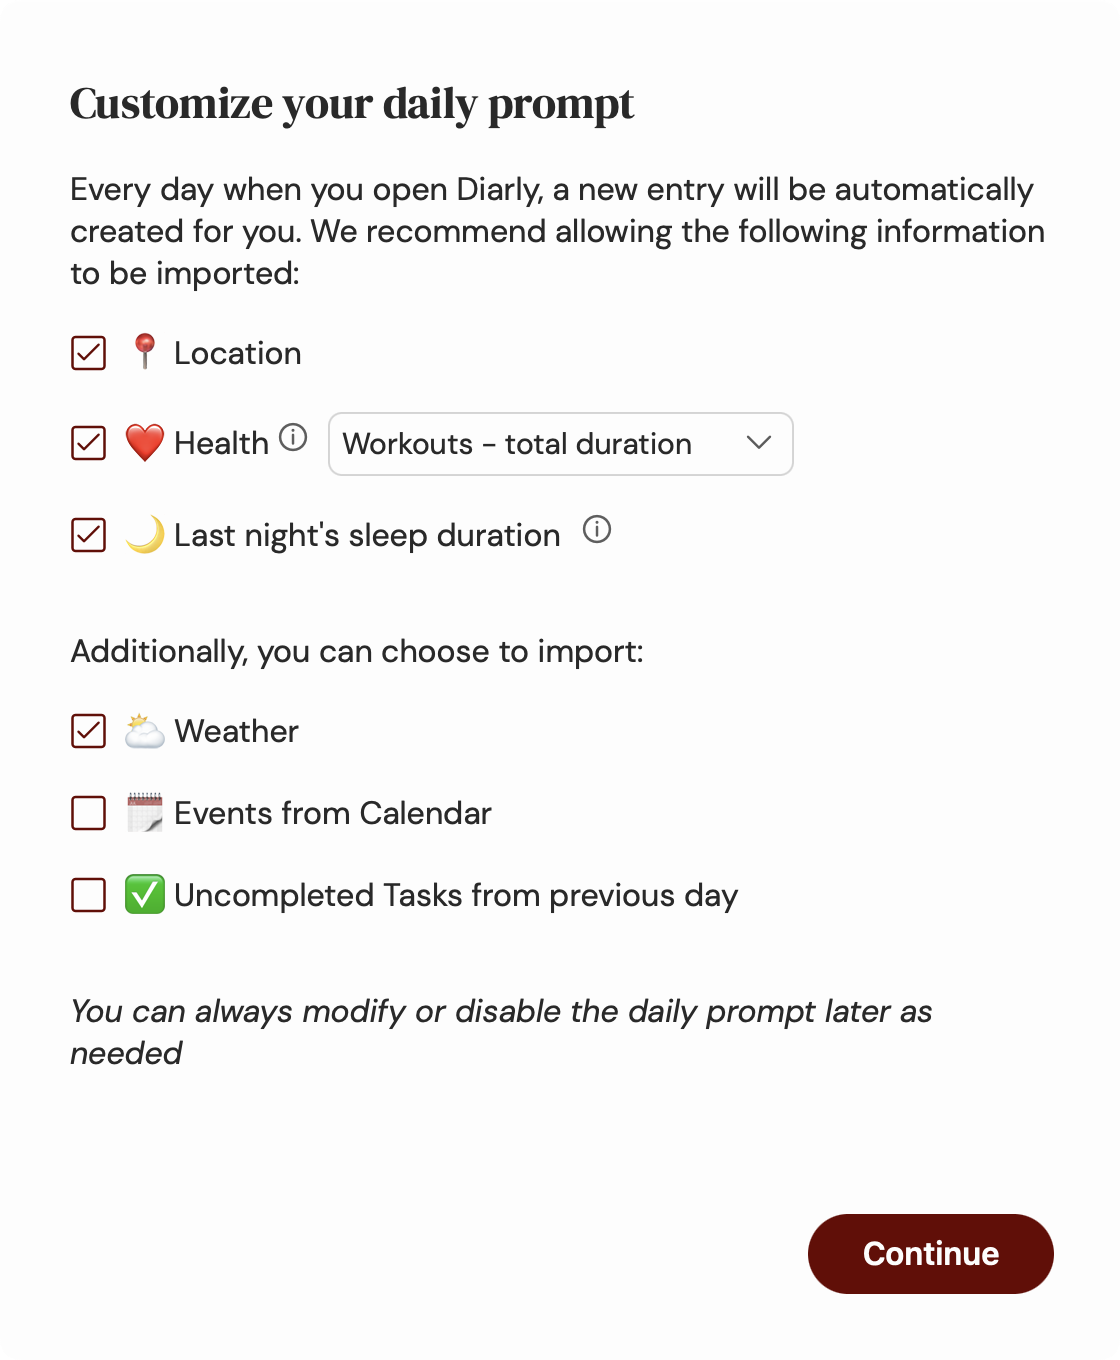 Customize your daily prompt
Every day when you open Diarly, a new entry will be automatically
created for you. We recommend allowing the following information
to be imported:
Location
Health Workouts - total duration
Last night's sleep duration
Additionally, you can choose to import:
Weather
Events from Calendar
Uncompleted Tasks from previous day
You can always modify or disable the daily prompt later as
needed
Continue